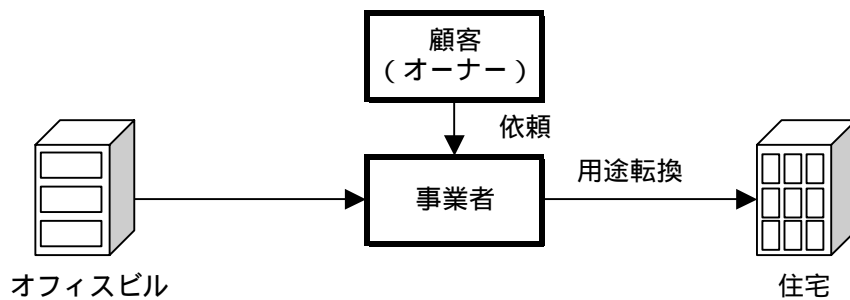 顧客
（オーナー）
依頼
事業者
用途転換
オフィスビル
住宅